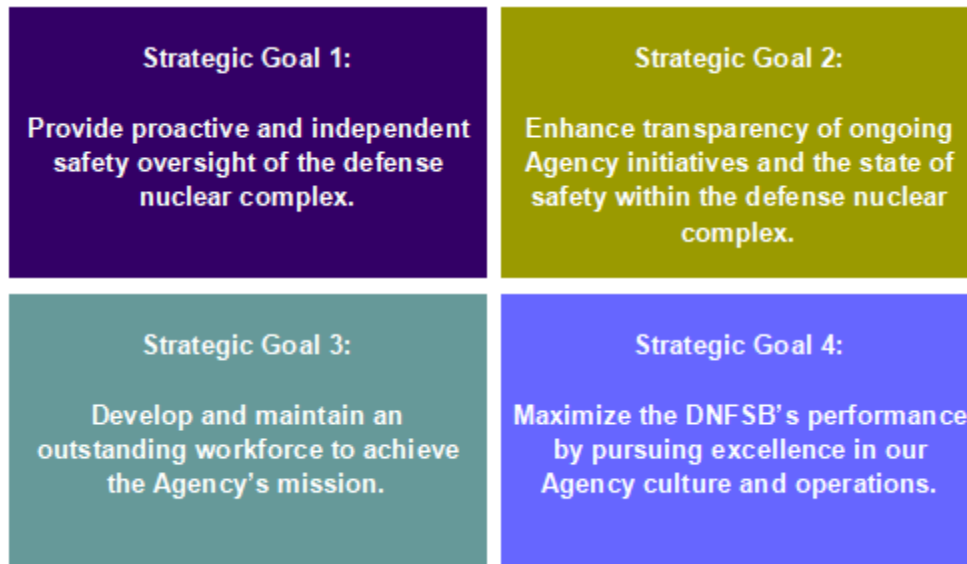 Strategic Goal 1:
Provide proactive and independent
safety oversight of the defense
nuclear complex.
Strategic Goal 2:
Enhance transparency of ongoing
Agency initiatives and the state of
safety within the defense nuclear
complex.
Strategic Goal 3:
Develop and maintain an
outstanding workforce to achieve
the Agency’s mission.
Strategic Goal 4:
Maximize the DNFSB’s performance
by pursuing excellence in our
Agency culture and operations.